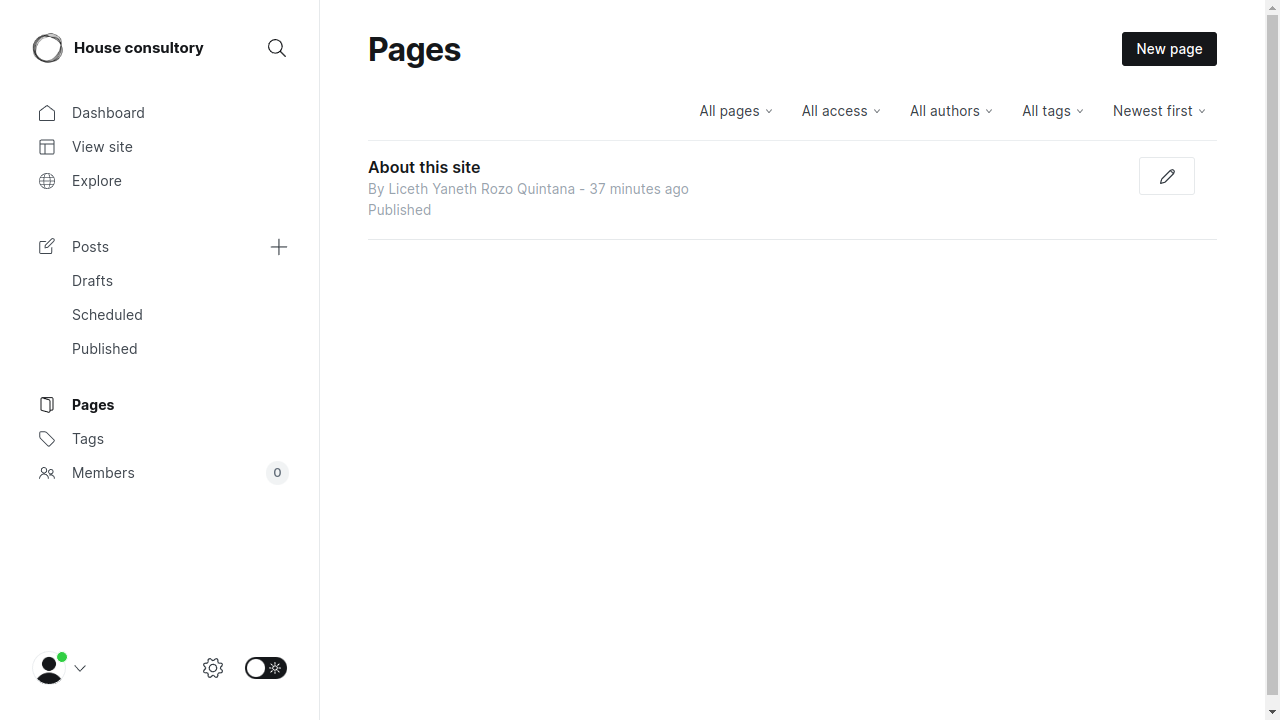 House consultory
Dashboard
View site
Explore
Posts
Drafts
Scheduled
Published
Pages
Tags
Members
0
Pages
New page
All pages
All access
All authors
All tags
Newest first
About this site
By Liceth Yaneth Rozo Quintana - 37 minutes ago
Published